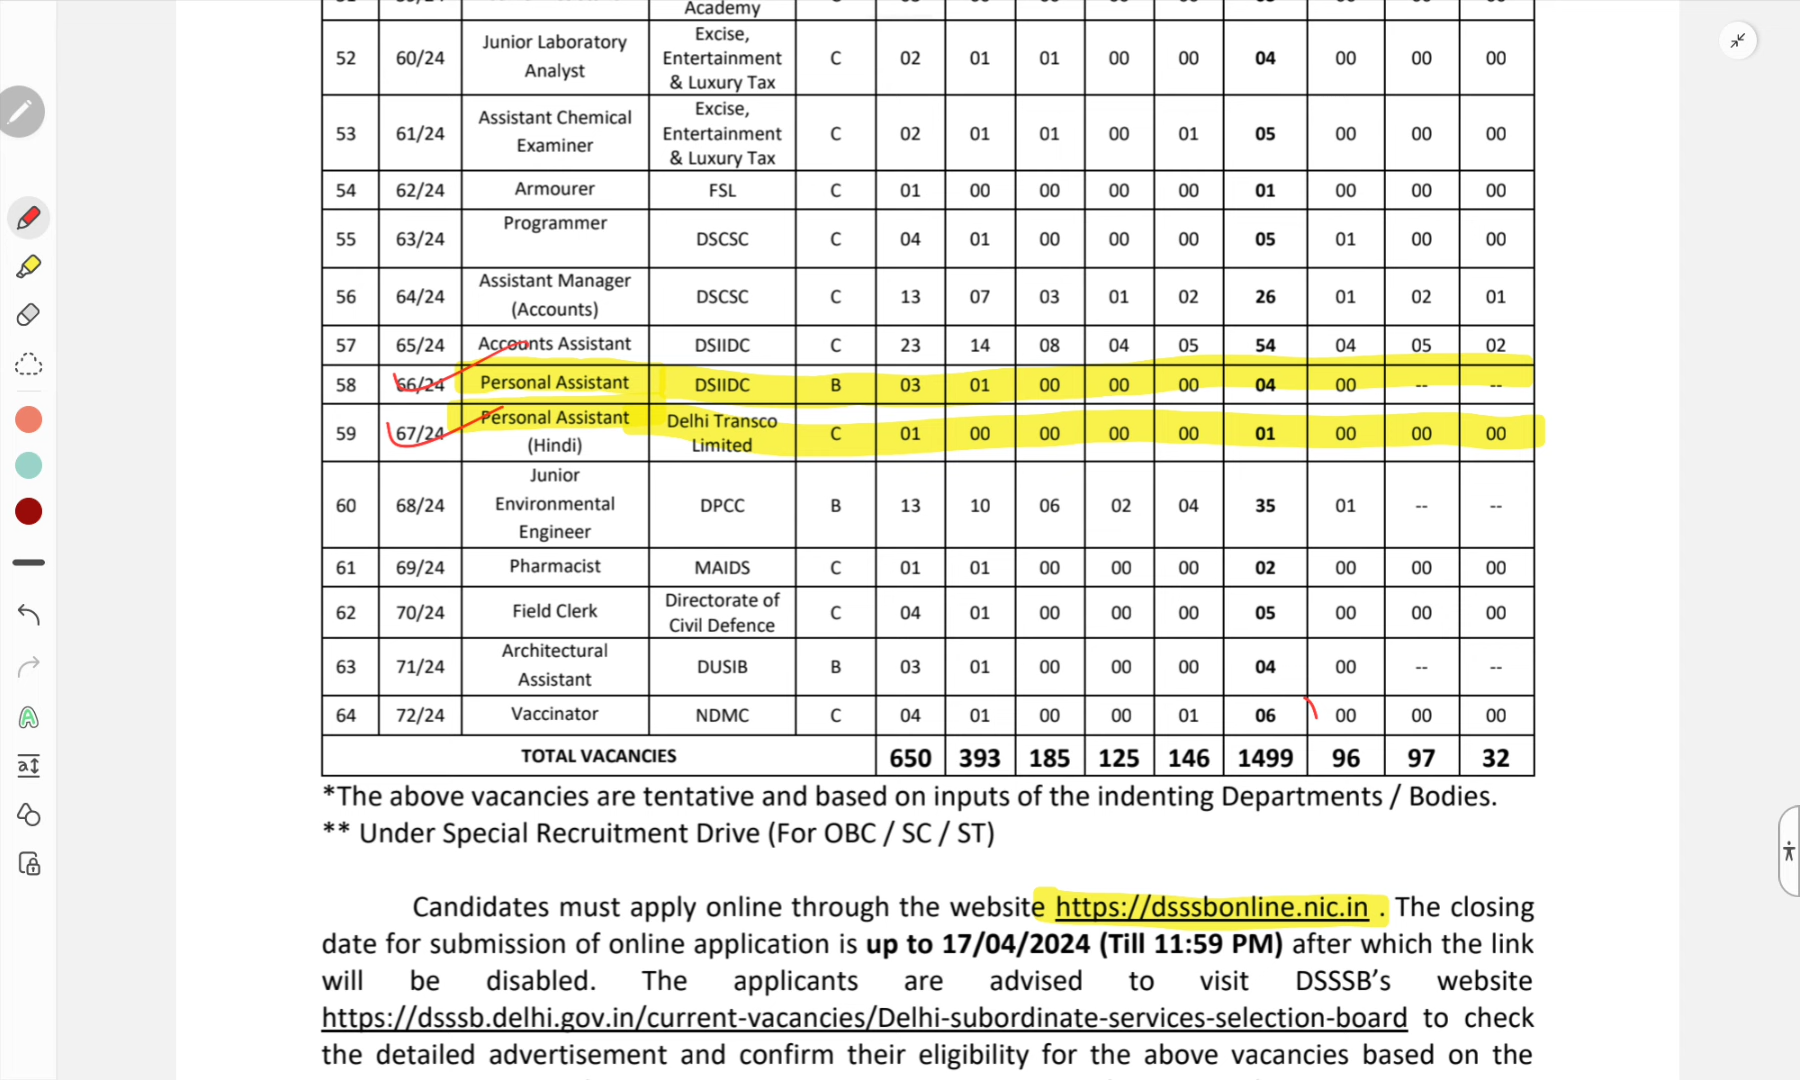 Academy
52 60/24 Junior Laboratory Analyst Excise, Entertainment & Luxury Tax C 02 01 01 00 00 04 00 00 00
53 61/24 Assistant Chemical Examiner Excise, Entertainment & Luxury Tax C 02 01 01 00 01 05 00 00 00
54 62/24 Armourer FSL C 01 00 00 00 00 01 00 00 00
55 63/24 Programmer DSCSC C 04 01 00 00 00 05 01 00 00
56 64/24 Assistant Manager (Accounts) DSCSC C 13 07 03 01 02 26 01 02 01
57 65/24 Accounts Assistant DSIIDC C 23 14 08 04 05 54 04 05 02
58 66/24 Personal Assistant DSIIDC B 03 01 00 00 00 04 00 -- --
59 67/24 Personal Assistant (Hindi) Delhi Transco Limited C 01 00 00 00 00 01 00 00 00
60 68/24 Junior Environmental Engineer DPCC B 13 10 06 02 04 35 01 -- --
61 69/24 Pharmacist MAIDS C 01 01 00 00 00 02 00 00 00
62 70/24 Field Clerk Directorate of Civil Defence C 04 01 00 00 00 05 00 00 00
63 71/24 Architectural Assistant DUSIB B 03 01 00 00 00 04 00 -- --
64 72/24 Vaccinator NDMC C 04 01 00 00 01 06 00 00 00
TOTAL VACANCIES 650 393 185 125 146 1499 96 97 32
*The above vacancies are tentative and based on inputs of the indenting Departments / Bodies.
** Under Special Recruitment Drive (For OBC / SC / ST)
Candidates must apply online through the website https://dsssbonline.nic.in . The closing
date for submission of online application is up to 17/04/2024 (Till 11:59 PM) after which the link
will be disabled. The applicants are advised to visit DSSSB’s website
https://dsssb.delhi.gov.in/current-vacancies/Delhi-subordinate-services-selection-board to check
the detailed advertisement and confirm their eligibility for the above vacancies based on the